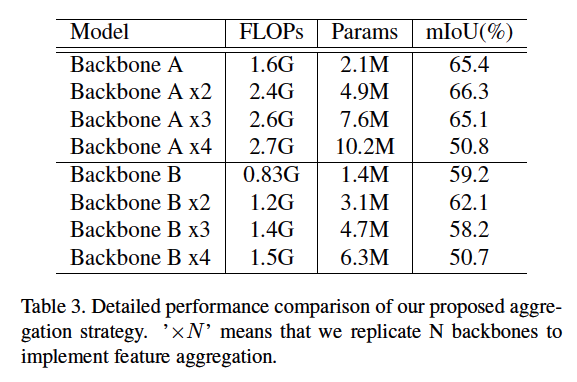 Model FLOPs Params mIoU(%)
Backbone A 1.6G 2.1M 65.4
Backbone A x2 2.4G 4.9M 66.3
Backbone A x3 2.6G 7.6M 65.1
Backbone A x4 2.7G 10.2M 50.8
Backbone B 0.83G 1.4M 59.2
Backbone B x2 1.2G 3.1M 62.1
Backbone B x3 1.4G 4.7M 58.2
Backbone B x4 1.5G 6.3M 50.7
Table 3. Detailed performance comparison of our proposed aggre-
gation strategy. ’×N’ means that we replicate N backbones to
implement feature aggregation.